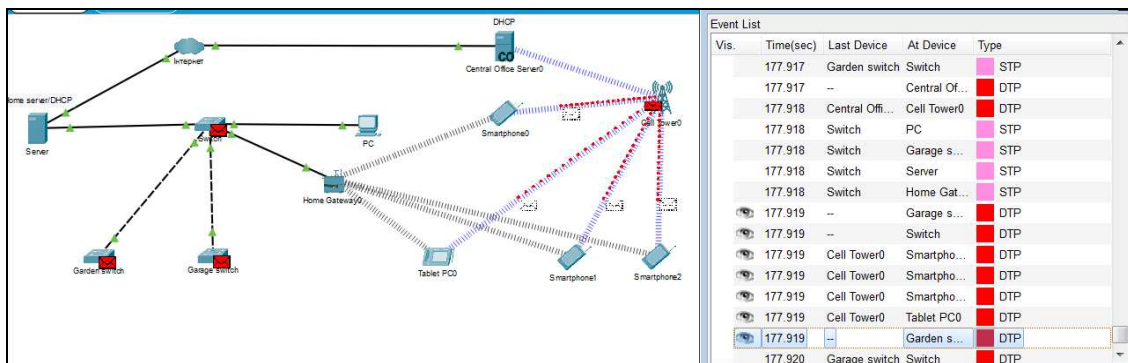 DHCP
Інтернет
Central Office Server0
ome server/DHCP
Server
Switch
PC
Smartphone0
Cell Tower0
Home Gateway0
Garden switch
Garage switch
Tablet PC0
Smartphone1
Smartphone2
Event List
Vis. Time(sec) Last Device At Device Type
177.917 Garden switch Switch STP
177.917 -- Central Of... DTP
177.918 Central Offi... Cell Tower0 DTP
177.918 Switch PC STP
177.918 Switch Garage s... STP
177.918 Switch Server STP
177.918 Switch Home Gat... STP
177.919 -- Garage s... DTP
177.919 -- Switch DTP
177.919 Cell Tower0 Smartpho... DTP
177.919 Cell Tower0 Smartpho... DTP
177.919 Cell Tower0 Smartpho... DTP
177.919 Cell Tower0 Tablet PC0 DTP
177.919 -- Garden s... DTP
177.920 Garage switch Switch DTP